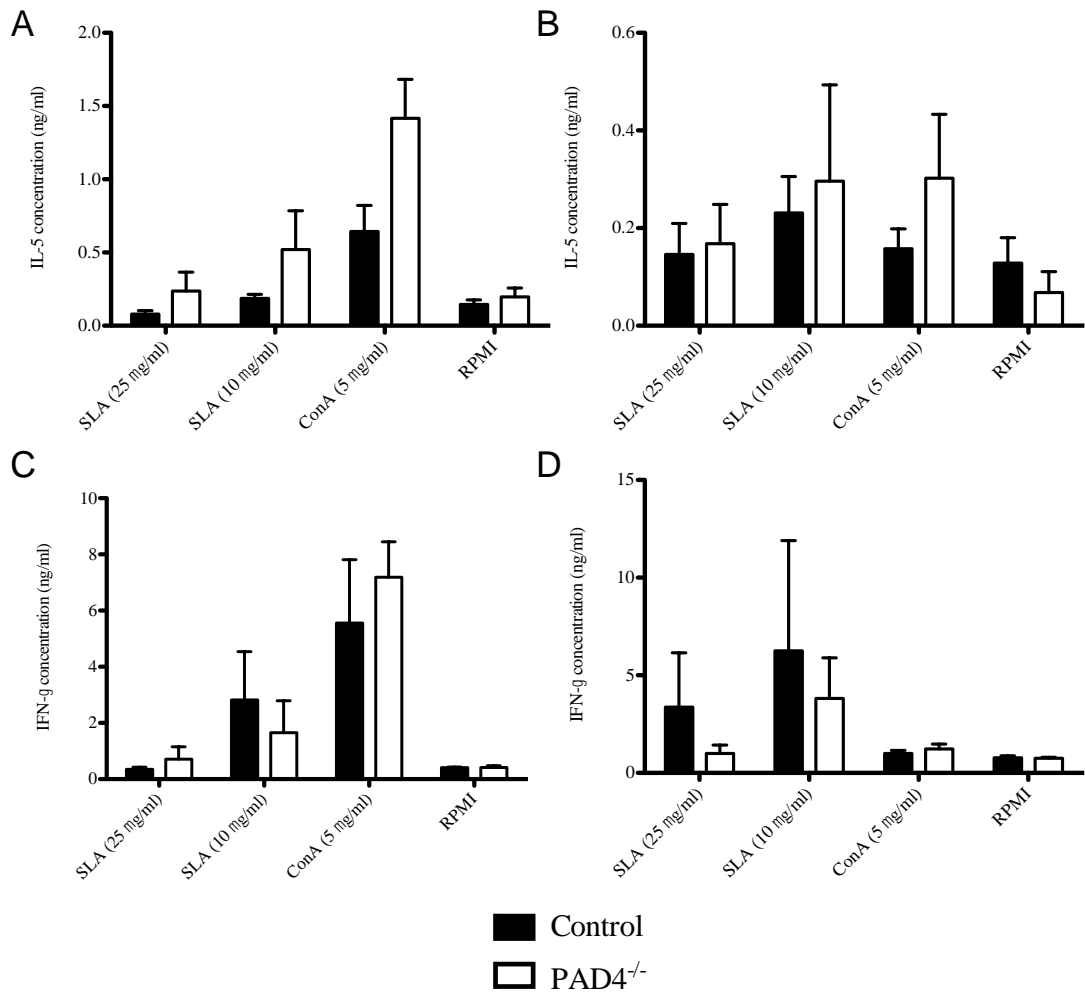 A
2.0
1.5
1.0
0.5
0.0
IL-5 concentration (ng/ml)
SLA (25 mg/ml)
SLA (10 mg/ml)
ConA (5 mg/ml)
RPMI
B
0.6
0.4
0.2
0.0
IL-5 concentration (ng/ml)
SLA (25 mg/ml)
SLA (10 mg/ml)
ConA (5 mg/ml)
RPMI
C
10
8
6
4
2
0
IFN-g concentration (ng/ml)
SLA (25 mg/ml)
SLA (10 mg/ml)
ConA (5 mg/ml)
RPMI
D
15
10
5
0
IFN-g concentration (ng/ml)
SLA (25 mg/ml)
SLA (10 mg/ml)
ConA (5 mg/ml)
RPMI
Control
PAD4-/-